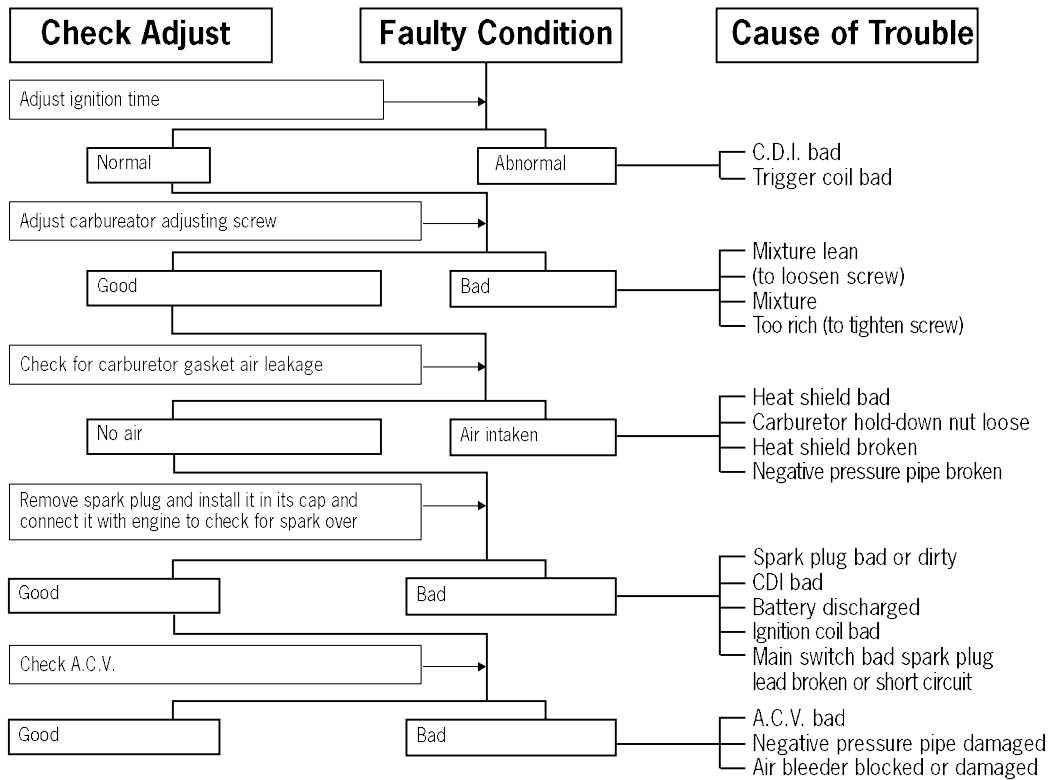 Check Adjust
Faulty Condition
Cause of Trouble
Adjust ignition time
Normal
Abnormal
C.D.I. bad
Trigger coil bad
Adjust carbureator adjusting screw
Good
Bad
Mixture lean
(to loosen screw)
Mixture
Too rich (to tighten screw)
Check for carburetor gasket air leakage
No air
Air intaken
Heat shield bad
Carburetor hold-down nut loose
Heat shield broken
Negative pressure pipe broken
Remove spark plug and install it in its cap and
connect it with engine to check for spark over
Good
Bad
Spark plug bad or dirty
CDI bad
Battery discharged
Ignition coil bad
Main switch bad spark plug
lead broken or short circuit
Check A.C.V.
Good
Bad
A.C.V. bad
Negative pressure pipe damaged
Air bleeder blocked or damaged